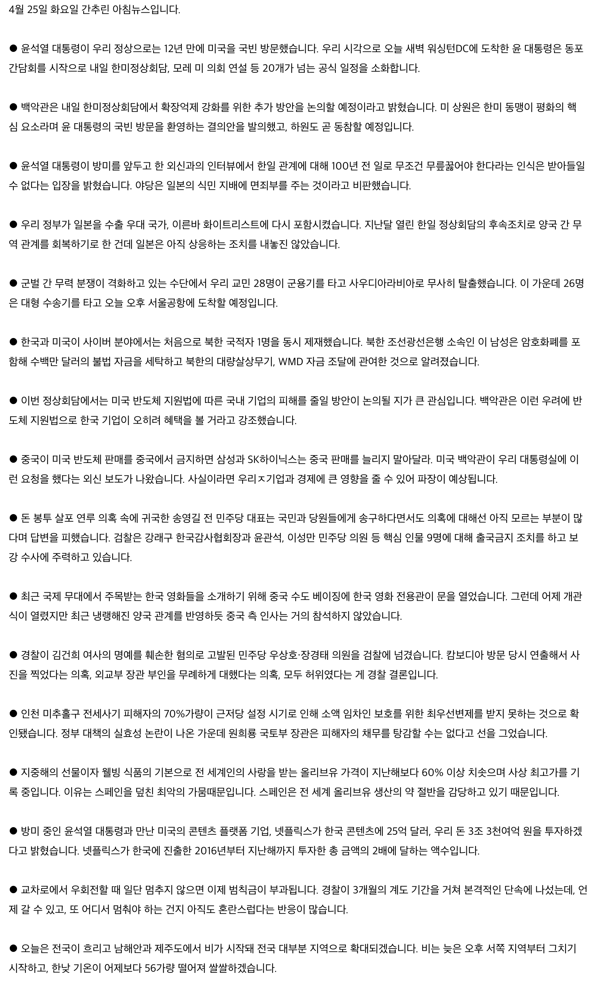 4월 25일 화요일 간추린 아침뉴스입니다.
● 윤석열 대통령이 우리 정상으로는 12년 만에 미국을 국빈 방문했습니다. 우리 시각으로 오늘 새벽 워싱턴DC에 도착한 윤 대통령은 동포
간담회를 시작으로 내일 한미정상회담, 모레 미 의회 연설 등 20개가 넘는 공식 일정을 소화합니다.
● 백악관은 내일 한미정상회담에서 확장억제 강화를 위한 추가 방안을 논의할 예정이라고 밝혔습니다. 미 상원은 한미 동맹이 평화의 핵
심 요소라며 윤 대통령의 국빈 방문을 환영하는 결의안을 발의했고, 하원도 곧 동참할 예정입니다.
● 윤석열 대통령이 방미를 앞두고 한 외신과의 인터뷰에서 한일 관계에 대해 100년 전 일로 무조건 무릎꿇어야 한다라는 인식은 받아들일
수 없다는 입장을 밝혔습니다. 야당은 일본의 식민 지배에 면죄부를 주는 것이라고 비판했습니다.
● 우리 정부가 일본을 수출 우대 국가, 이른바 화이트리스트에 다시 포함시켰습니다. 지난달 열린 한일 정상회담의 후속조치로 양국 간 무
역 관계를 회복하기로 한 건데 일본은 아직 상응하는 조치를 내놓진 않았습니다.
● 군벌 간 무력 분쟁이 격화하고 있는 수단에서 우리 교민 28명이 군용기를 타고 사우디아라비아로 무사히 탈출했습니다. 이 가운데 26명
은 대형 수송기를 타고 오늘 오후 서울공항에 도착할 예정입니다.
● 한국과 미국이 사이버 분야에서는 처음으로 북한 국적자 1명을 동시 제재했습니다. 북한 조선광선은행 소속인 이 남성은 암호화폐를 포
함해 수백만 달러의 불법 자금을 세탁하고 북한의 대량살상무기, WMD 자금 조달에 관여한 것으로 알려졌습니다.
● 이번 정상회담에서는 미국 반도체 지원법에 따른 국내 기업의 피해를 줄일 방안이 논의될 지가 큰 관심입니다. 백악관은 이런 우려에 반
도체 지원법으로 한국 기업이 오히려 혜택을 볼 거라고 강조했습니다.
● 중국이 미국 반도체 판매를 중국에서 금지하면 삼성과 SK하이닉스는 중국 판매를 늘리지 말아달라. 미국 백악관이 우리 대통령실에 이
런 요청을 했다는 외신 보도가 나왔습니다. 사실이라면 우리ㅈ기업과 경제에 큰 영향을 줄 수 있어 파장이 예상됩니다.
● 돈 봉투 살포 연루 의혹 속에 귀국한 송영길 전 민주당 대표는 국민과 당원들에게 송구하다면서도 의혹에 대해선 아직 모르는 부분이 많
다며 답변을 피했습니다. 검찰은 강래구 한국감사협회장과 윤관석, 이성만 민주당 의원 등 핵심 인물 9명에 대해 출국금지 조치를 하고 보
강 수사에 주력하고 있습니다.
● 최근 국제 무대에서 주목받는 한국 영화들을 소개하기 위해 중국 수도 베이징에 한국 영화 전용관이 문을 열었습니다. 그런데 어제 개관
식이 열렸지만 최근 냉랭해진 양국 관계를 반영하듯 중국 측 인사는 거의 참석하지 않았습니다.
● 경찰이 김건희 여사의 명예를 훼손한 혐의로 고발된 민주당 우상호·장경태 의원을 검찰에 넘겼습니다. 캄보디아 방문 당시 연출해서 사
진을 찍었다는 의혹, 외교부 장관 부인을 무례하게 대했다는 의혹, 모두 허위였다는 게 경찰 결론입니다.
● 인천 미추홀구 전세사기 피해자의 70%가량이 근저당 설정 시기로 인해 소액 임차인 보호를 위한 최우선변제를 받지 못하는 것으로 확
인됐습니다. 정부 대책의 실효성 논란이 나온 가운데 원희룡 국토부 장관은 피해자의 채무를 탕감할 수는 없다고 선을 그었습니다.
● 지중해의 선물이자 웰빙 식품의 기본으로 전 세계인의 사랑을 받는 올리브유 가격이 지난해보다 60% 이상 치솟으며 사상 최고가를 기
록 중입니다. 이유는 스페인을 덮친 최악의 가뭄때문입니다. 스페인은 전 세계 올리브유 생산의 약 절반을 감당하고 있기 때문입니다.
● 방미 중인 윤석열 대통령과 만난 미국의 콘텐츠 플랫폼 기업, 넷플릭스가 한국 콘텐츠에 25억 달러, 우리 돈 3조 3천여억 원을 투자하겠
다고 밝혔습니다. 넷플릭스가 한국에 진출한 2016년부터 지난해까지 투자한 총 금액의 2배에 달하는 액수입니다.
● 교차로에서 우회전할 때 일단 멈추지 않으면 이제 범칙금이 부과됩니다. 경찰이 3개월의 계도 기간을 거쳐 본격적인 단속에 나섰는데, 언
제 갈 수 있고, 또 어디서 멈춰야 하는 건지 아직도 혼란스럽다는 반응이 많습니다.
● 오늘은 전국이 흐리고 남해안과 제주도에서 비가 시작돼 전국 대부분 지역으로 확대되겠습니다. 비는 늦은 오후 서쪽 지역부터 그치기
시작하고, 한낮 기온이 어제보다 56가량 떨어져 쌀쌀하겠습니다.